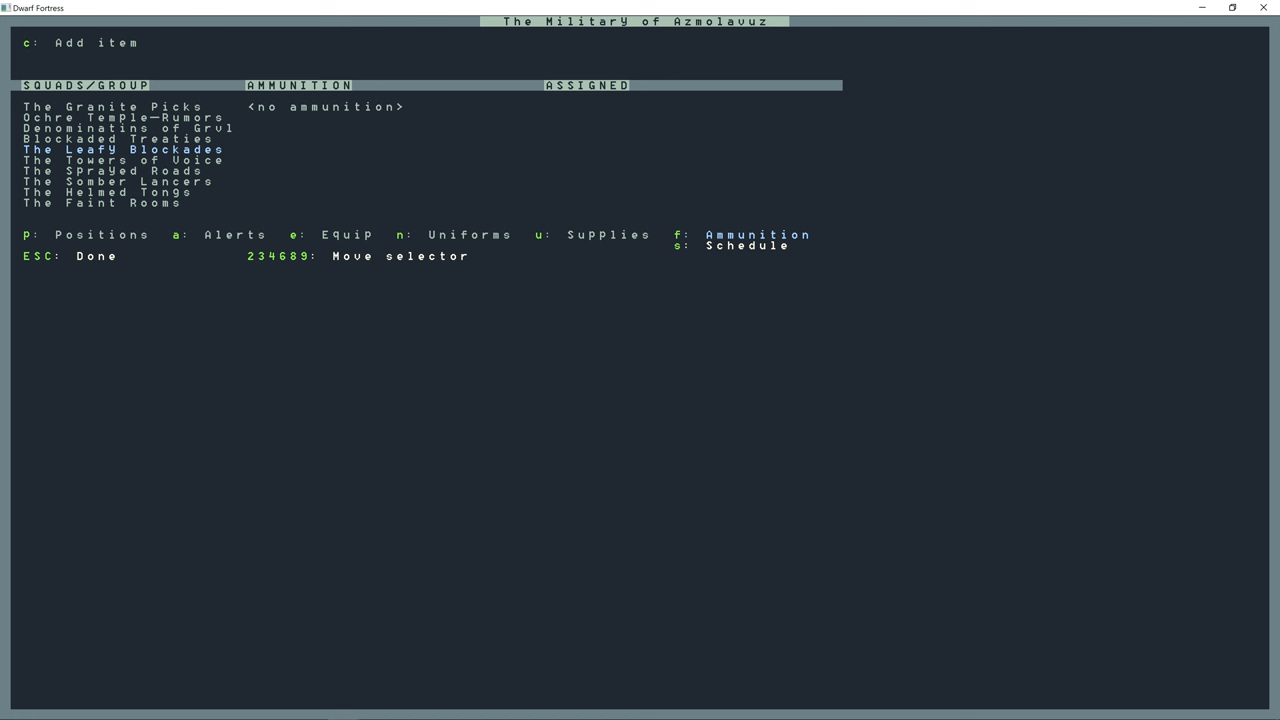 Dwarf Fortress
The Military of Azmolavuz
c: Add item
SQUADS/GROUP AMMUNITION ASSIGNED
The Granite Picks <no ammunition>
Ochre Temple—Rumors
Denominatins of Grvl
Blockaded Treaties
The Leafy Blockades
The Towers of Voice
The Sprayed Roads
The Somber Lancers
The Helmed Tongs
The Faint Rooms
p: Positions a: Alerts e: Equip n: Uniforms u: Supplies f: Ammunition
s: Schedule
ESC: Done 234689: Move selector